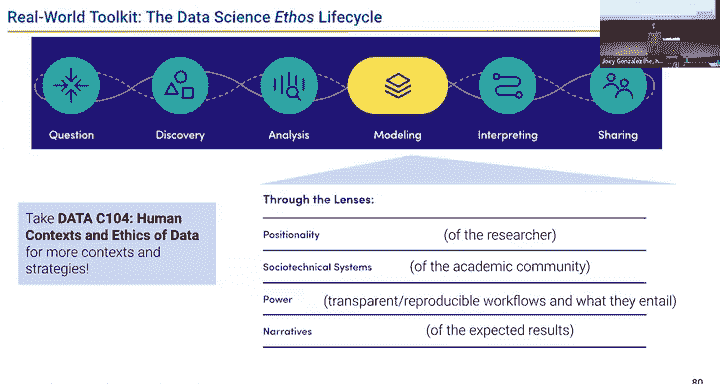 Real-World Toolkit: The Data Science Ethos Lifecycle
Question
Discovery
Analysis
Modeling
Interpreting
Sharing
Take DATA C104: Human
Contexts and Ethics of Data
for more contexts and
strategies!
Through the Lenses:
Positionality (of the researcher)
Sociotechnical Systems (of the academic community)
Power (transparent/reproducible workflows and what they entail)
Narratives (of the expected results)
80